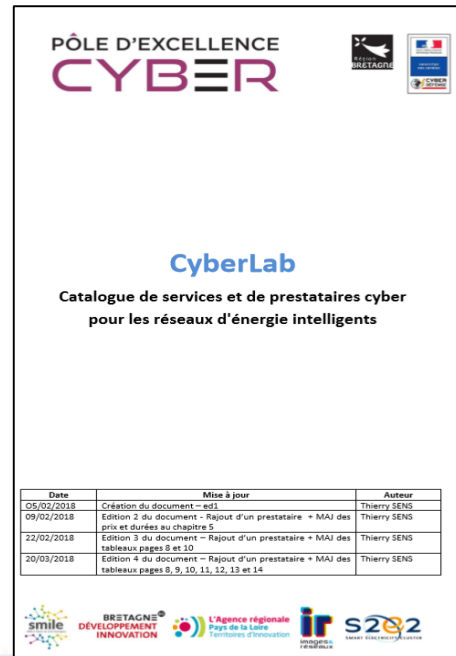 PÔLE D'EXCELLENCE
CYBER
Région
BRETAGNE
CYBER
DÉFENSE
CyberLab
Catalogue de services et de prestataires cyber
pour les réseaux d'énergie intelligents
Date Mise à jour Auteur
O5/02/2018 Création du document – ed1 Thierry SENS
09/02/2018 Edition 2 du document - Rajout d'un prestataire + MAJ des Thierry SENS
prix et durées au chapitre 5
22/02/2018 Edition 3 du document – Rajout d'un prestataire + MAJ des Thierry SENS
tableaux pages 8 et 10
20/03/2018 Edition 4 du document – Rajout d'un prestataire + MAJ des Thierry SENS
tableaux pages 8, 9, 10, 11, 12, 13 et 14
smile
BRETAGNE
DÉVELOPPEMENT
INNOVATION
L'Agence régionale
Pays de la Loire
Territoires d'Innovation
images&
réseaux
S2E2
SMART ELECTRICITY CLUSTER